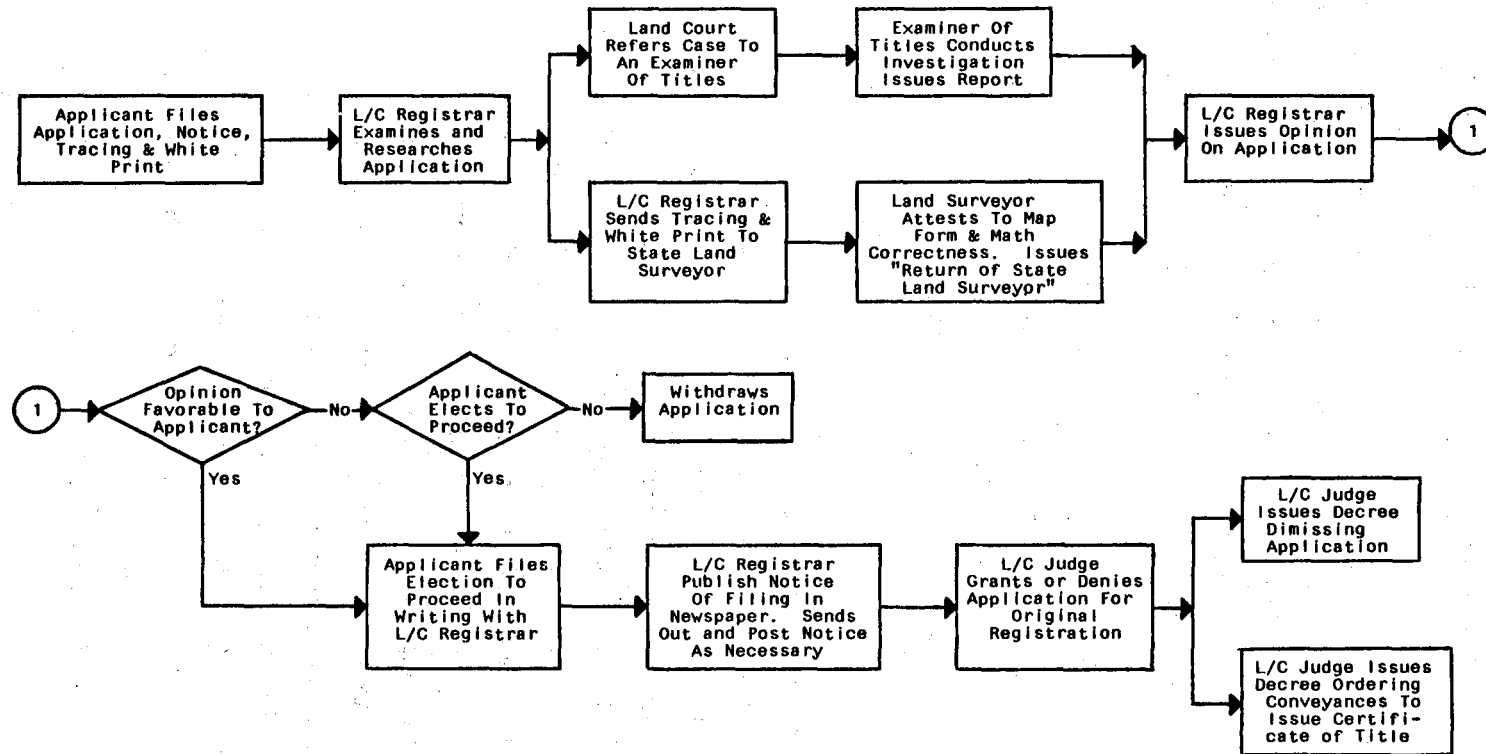 Applicant Files
Application, Notice,
Tracing & White
Print
L/C Registrar
Examines and
Researches
Application
Land Court
Refers Case To
An Examiner
Of Titles
Examiner Of
Titles Conducts
Investigation
Issues Report
L/C Registrar
Sends Tracing &
White Print To
State Land
Surveyor
Land Surveyor
Attests To Map
Form & Math
Correctness. Issues
"Return of State
Land Surveyor"
L/C Registrar
Issues Opinion
On Application
1
1
Opinion
Favorable To
Applicant?
No
Applicant
Elects To
Proceed?
No
Withdraws
Application
Yes
Yes
Applicant Files
Election To
Proceed In
Writing With
L/C Registrar
L/C Registrar
Publish Notice
Of Filing In
Newspaper. Sends
Out and Post Notice
As Necessary
L/C Judge
Grants or Denies
Application For
Original
Registration
L/C Judge
Issues Decree
Dimissing
Application
L/C Judge Issues
Decree Ordering
Conveyances To
Issue Certifi-
cate of Title